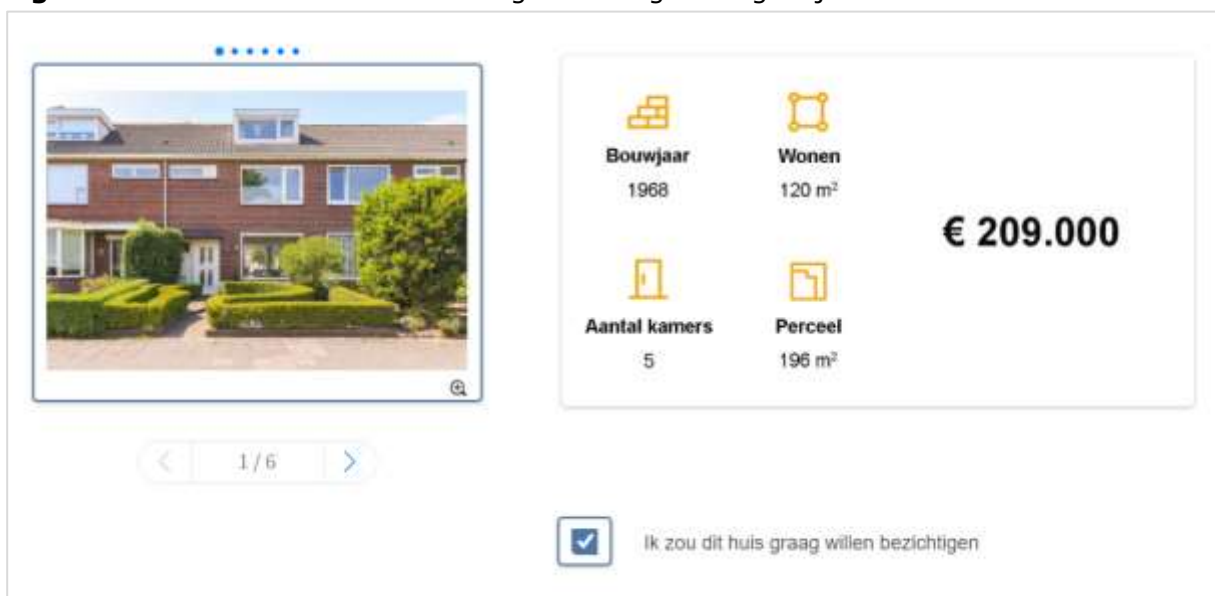 Bouwjaar
1968
Wonen
120 m²
€ 209.000
Aantal kamers
5
Perceel
196 m²
1 / 6
Ik zou dit huis graag willen bezichtigen